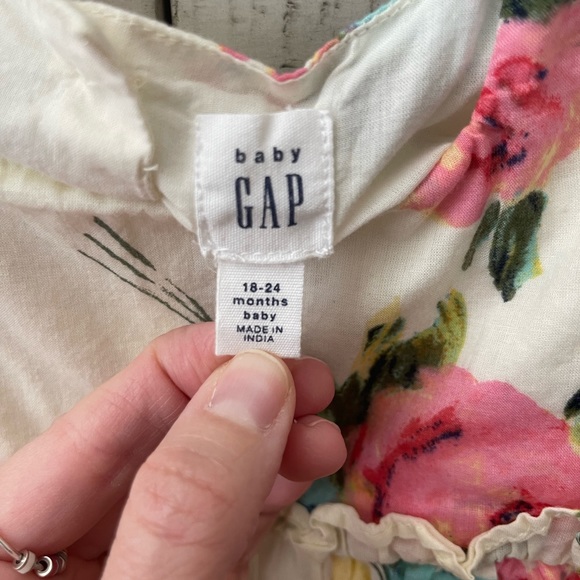 baby
GAP
18-24
months
baby
MADE IN
INDIA